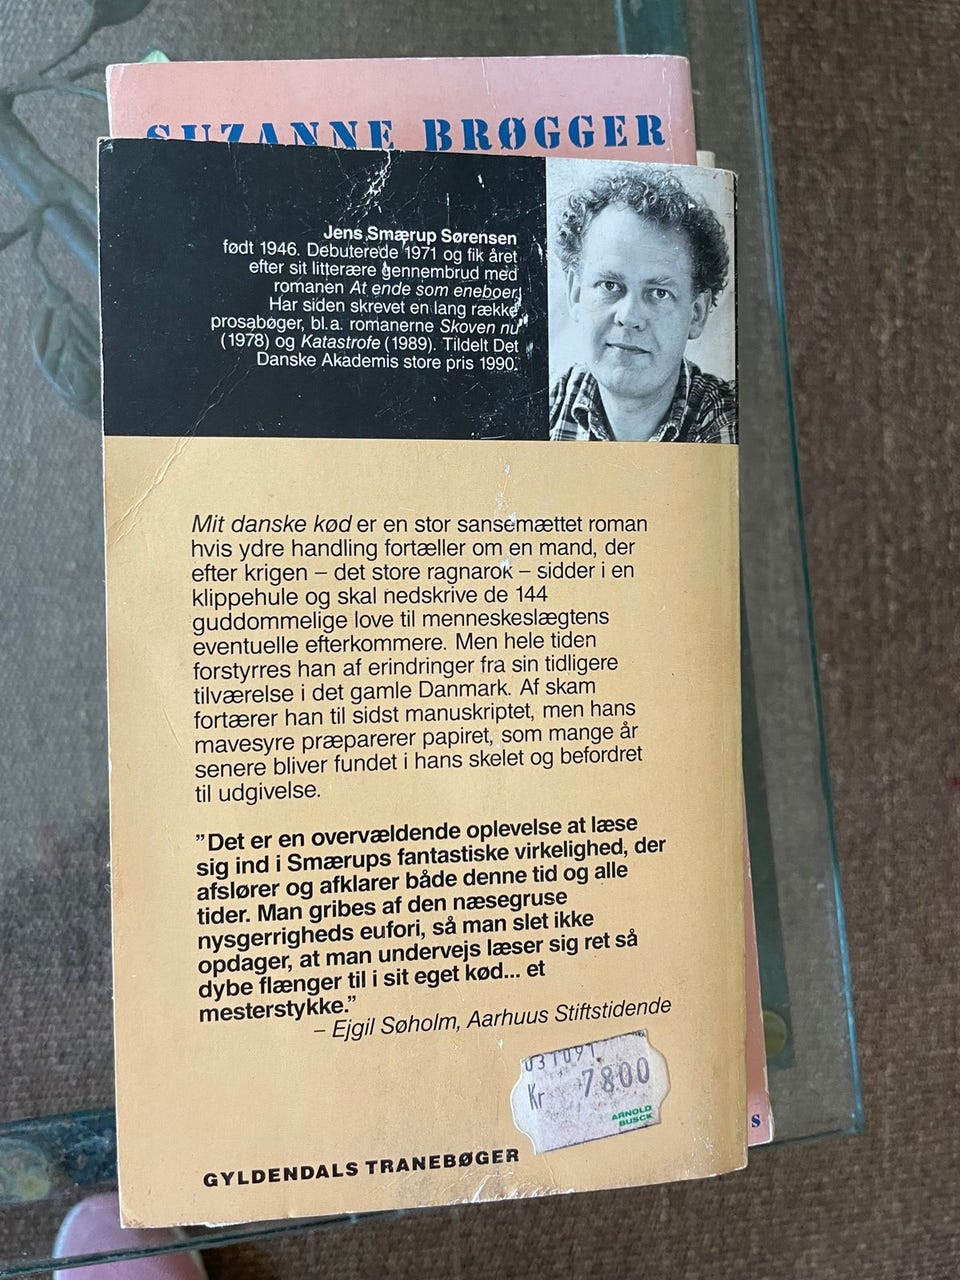 SUZANNE BRØGGER
Jens Smærup Sørensen
født 1946. Debuterede 1971 og fik året
efter sit litterære gennembrud med
romanen At ende som eneboer.
Har siden skrevet en lang række
prosabøger, bl.a. romanerne Skoven nu
(1978) og Katastrofe (1989). Tildelt Det
Danske Akademis store pris 1990.
Mit danske kød er en stor sansemættet roman
hvis ydre handling fortæller om en mand, der
efter krigen – det store ragnarok – sidder i en
klippehule og skal nedskrive de 144
guddommelige love til menneskeslægtens
eventuelle efterkommere. Men hele tiden
forstyrres han af erindringer fra sin tidligere
tilværelse i det gamle Danmark. Af skam
fortærer han til sidst manuskriptet, men hans
mavesyre præparerer papiret, som mange år
senere bliver fundet i hans skelet og befordret
til udgivelse.
”Det er en overvældende oplevelse at læse
sig ind i Smærups fantastiske virkelighed, der
afslører og afklarer både denne tid og alle
tider. Man gribes af den næsegruse
nysgerrigheds eufori, så man slet ikke
opdager, at man undervejs læser sig ret så
dybe flænger til i sit eget kød... et
mesterstykke.”
– Ejgil Søholm, Aarhuus Stiftstidende
031091
Kr 7800
ARNOLD
BUSCK
S
GYLDENDALS TRANEBØGER